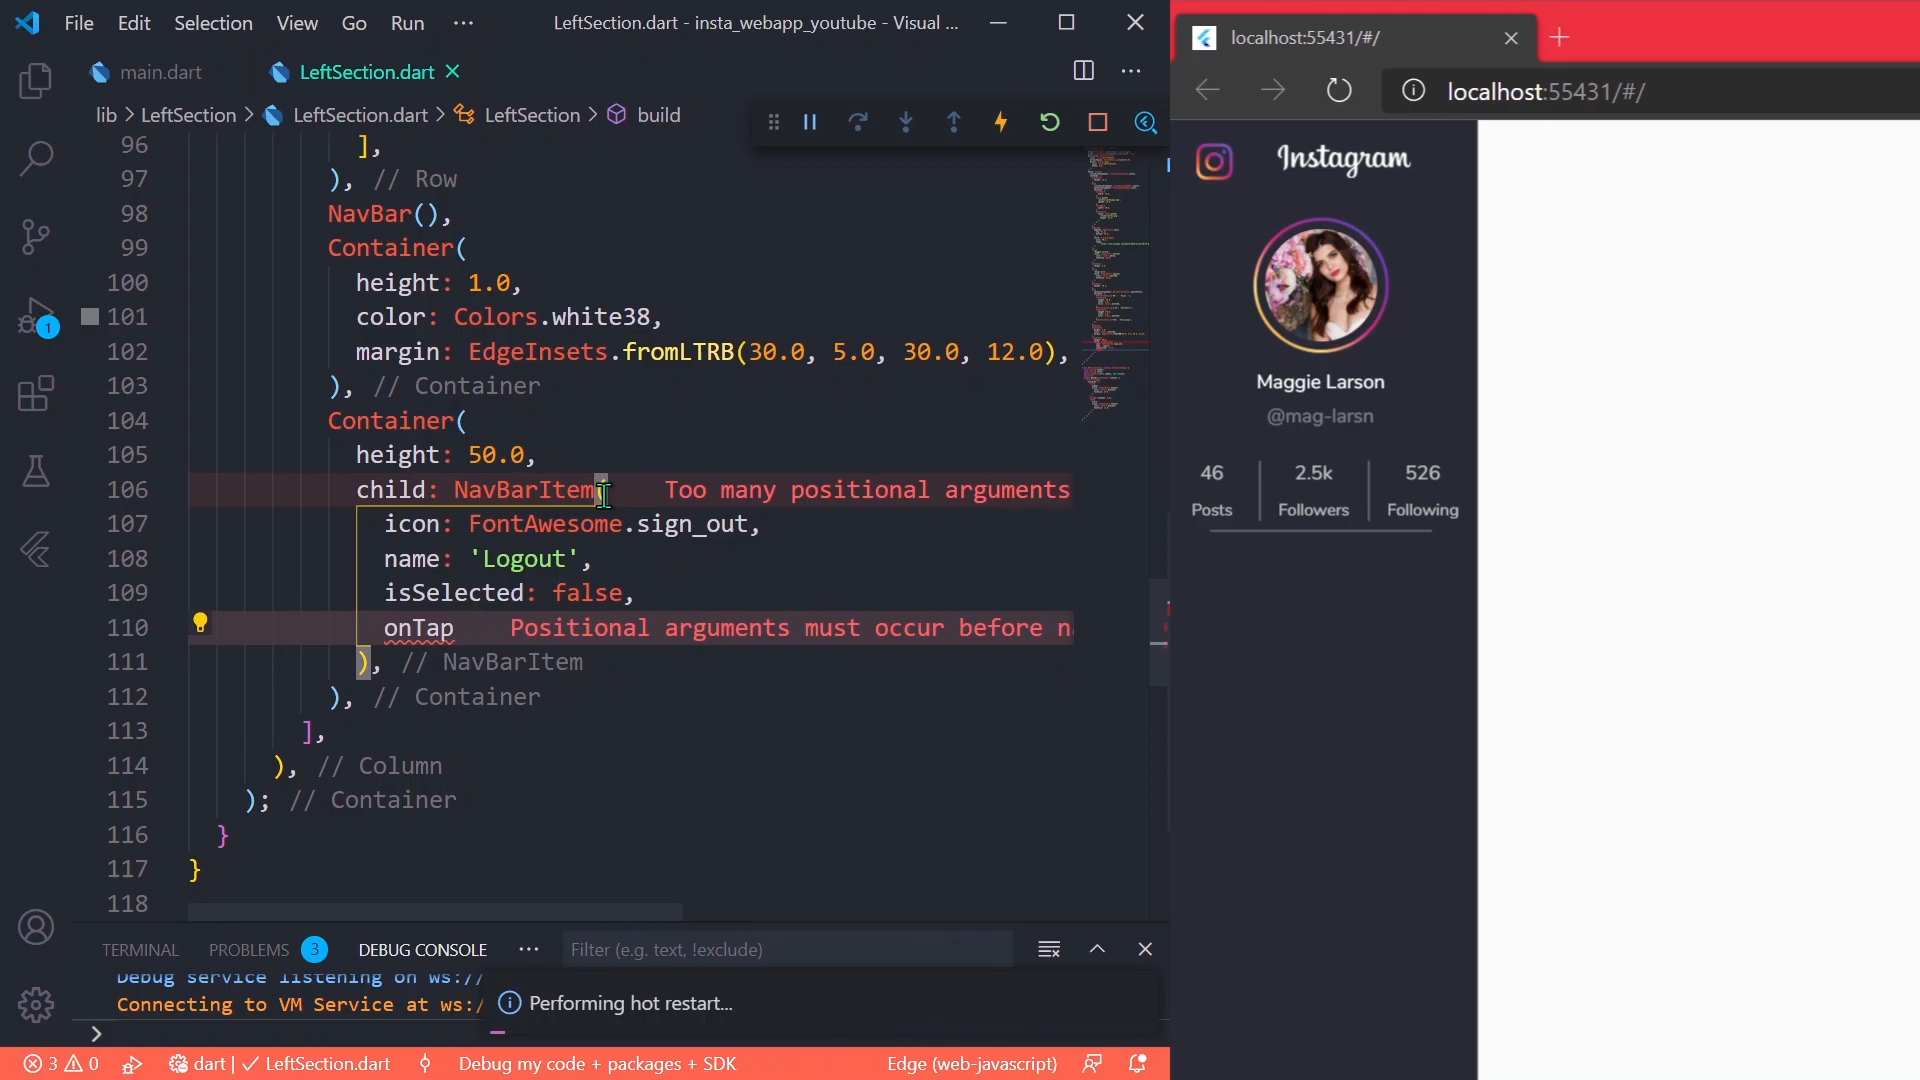 File Edit Selection View Go Run ··· LeftSection.dart - insta_webapp_youtube - Visual ...
main.dart LeftSection.dart
lib > LeftSection > LeftSection.dart > LeftSection > build
96 ],
97 ), // Row
98 NavBar(),
99 Container(
100 height: 1.0,
101 color: Colors.white38,
102 margin: EdgeInsets.fromLTRB(30.0, 5.0, 30.0, 12.0),
103 ), // Container
104 Container(
105 height: 50.0,
106 child: NavBarItem( Too many positional arguments
107 icon: FontAwesome.sign_out,
108 name: 'Logout',
109 isSelected: false,
110 onTap Positional arguments must occur before n
111 ), // NavBarItem
112 ), // Container
113 ],
114 ), // Column
115 ); // Container
116 }
117 }
118
1
TERMINAL PROBLEMS 3 DEBUG CONSOLE ··· Filter (e.g. text, !exclude)
Debug service listening on ws://
Connecting to VM Service at ws:/
Performing hot restart...
>
3 0 dart | LeftSection.dart Debug my code + packages + SDK Edge (web-javascript)
localhost:55431/#/
localhost:55431/#/
Instagram
Maggie Larson
@mag-larsn
46 2.5k 526
Posts Followers Following